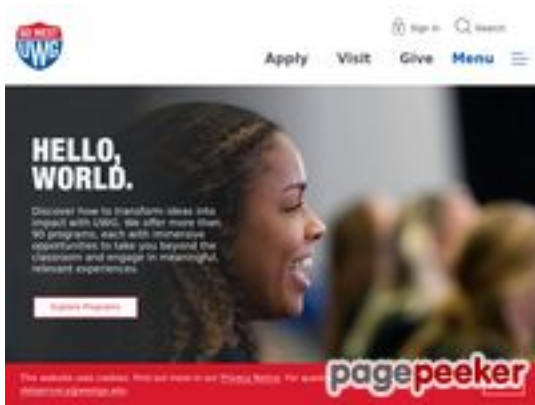 GO WEST
UWG
Sign in
Search
Apply Visit Give Menu
HELLO,
WORLD.
Discover how to transform ideas into
impact with UWG. We offer more than
90 programs, each with immersive
opportunities to take you beyond the
classroom and engage in meaningful,
relevant experiences.
Explore Programs
This website uses cookies. Find out more in our Privacy Notice. For
pagepeeker